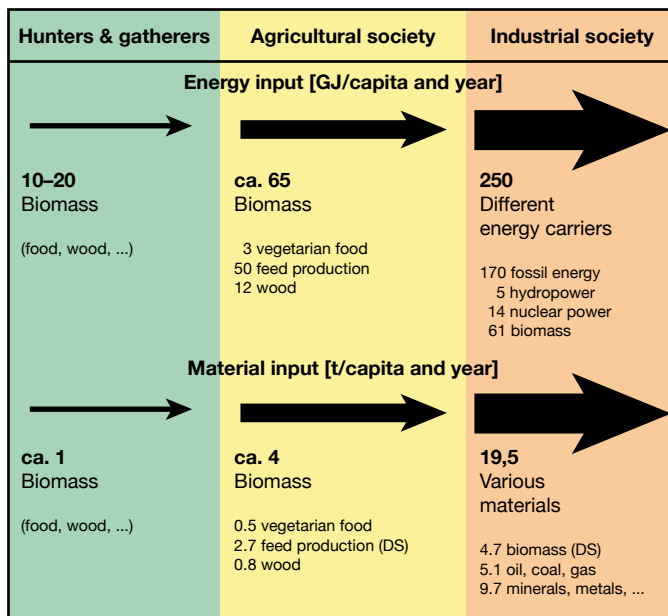 Hunters & gatherers
Agricultural society
Industrial society
Energy input [GJ/capita and year]
10–20
Biomass
(food, wood, ...)
ca. 65
Biomass
3 vegetarian food
50 feed production
12 wood
250
Different
energy carriers
170 fossil energy
5 hydropower
14 nuclear power
61 biomass
Material input [t/capita and year]
ca. 1
Biomass
(food, wood, ...)
ca. 4
Biomass
0.5 vegetarian food
2.7 feed production (DS)
0.8 wood
19,5
Various
materials
4.7 biomass (DS)
5.1 oil, coal, gas
9.7 minerals, metals, ...